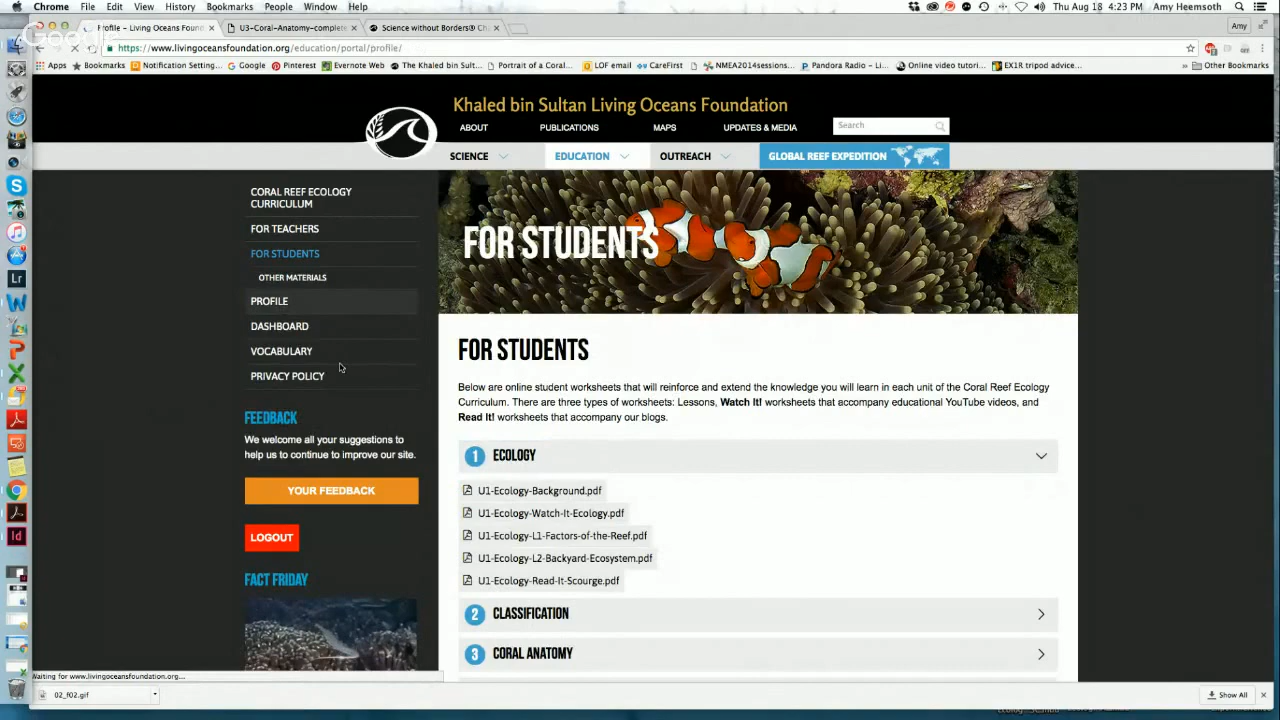 Chrome File Edit View History Bookmarks People Window Help Thu Aug 18 4:23 PM Amy Heemsoth
Google
Profile – Living Oceans Foun... U3-Coral-Anatomy-complete Science without Borders® Ch... Amy
https://www.livingoceansfoundation.org/education/portal/profile/
Apps Bookmarks Notification Setting... Google Pinterest Evernote Web The Khaled bin Sult... Portrait of a Coral... LOF email CareFirst NMEA2014sessions... Pandora Radio – Li... Online video tutori... EX1R tripod advice... Other Bookmarks
Khaled bin Sultan Living Oceans Foundation
ABOUT PUBLICATIONS MAPS UPDATES & MEDIA Search
SCIENCE EDUCATION OUTREACH GLOBAL REEF EXPEDITION
CORAL REEF ECOLOGY
CURRICULUM
FOR TEACHERS
FOR STUDENTS
OTHER MATERIALS
PROFILE
DASHBOARD
VOCABULARY
PRIVACY POLICY
FEEDBACK
We welcome all your suggestions to
help us to continue to improve our site.
YOUR FEEDBACK
LOGOUT
FACT FRIDAY
FOR STUDENTS
FOR STUDENTS
Below are online student worksheets that will reinforce and extend the knowledge you will learn in each unit of the Coral Reef Ecology
Curriculum. There are three types of worksheets: Lessons, Watch It! worksheets that accompany educational YouTube videos, and
Read It! worksheets that accompany our blogs.
1 ECOLOGY
U1-Ecology-Background.pdf
U1-Ecology-Watch-It-Ecology.pdf
U1-Ecology-L1-Factors-of-the-Reef.pdf
U1-Ecology-L2-Backyard-Ecosystem.pdf
U1-Ecology-Read-It-Scourge.pdf
2 CLASSIFICATION
3 CORAL ANATOMY
Waiting for www.livingoceansfoundation.org...
02_f02.gif Show All